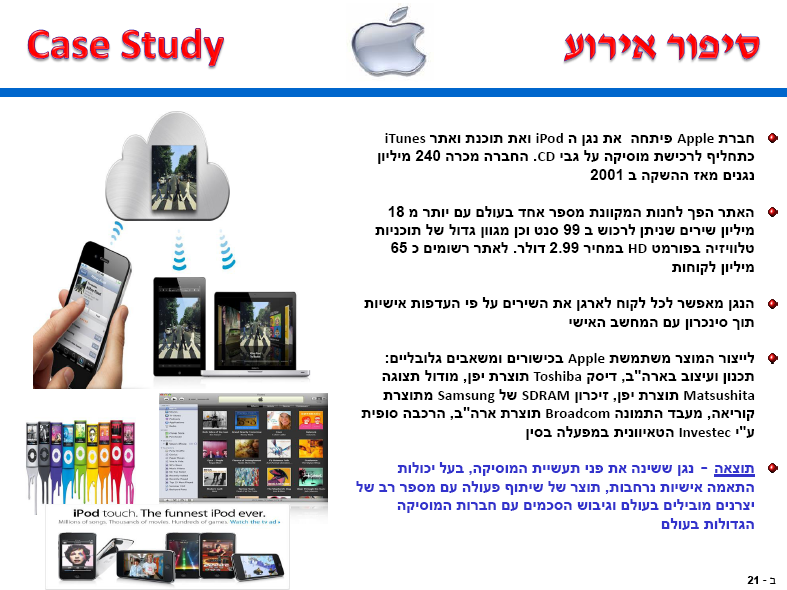 Case Study
סיפור אירוע
חברת Apple פיתחה את נגן ה iPod ואת תוכנת ואתר iTunes
כתחליף לרכישת מוסיקה על גבי CD. החברה מכרה 240 מיליון
נגנים מאז ההשקה ב 2001
האתר הפך לחנות המקוונת מספר אחד בעולם עם יותר מ 18
מיליון שירים שניתן לרכוש ב 99 סנט וכן מגוון גדול של תוכניות
טלוויזיה בפורמט HD במחיר 2.99 דולר. לאתר רשומים כ 65
מיליון לקוחות
הנגן מאפשר לכל לקוח לארגן את השירים על פי העדפות אישיות
תוך סינכרון עם המחשב האישי
לייצור המוצר משתמשת Apple בכישורים ומשאבים גלובליים:
תכנון ועיצוב בארה"ב, דיסק Toshiba תוצרת יפן, מודול תצוגה
Matsushita תוצרת יפן, זיכרון SDRAM של Samsung מתוצרת
קוריאה, מעבד התמונה Broadcom תוצרת ארה"ב, הרכבה סופית
ע"י Investec הטאיוונית במפעלה בסין
תוצאה - נגן ששינה את פני תעשיית המוסיקה, בעל יכולות
התאמה אישיות נרחבות, תוצר של שיתוף פעולה עם מספר רב של
יצרנים מובילים בעולם וגיבוש הסכמים עם חברות המוסיקה
הגדולות בעולם
iPod touch. The funnest iPod ever.
Millions of songs. Thousands of movies. Hundreds of games. Watch the tv ad
ב - 21